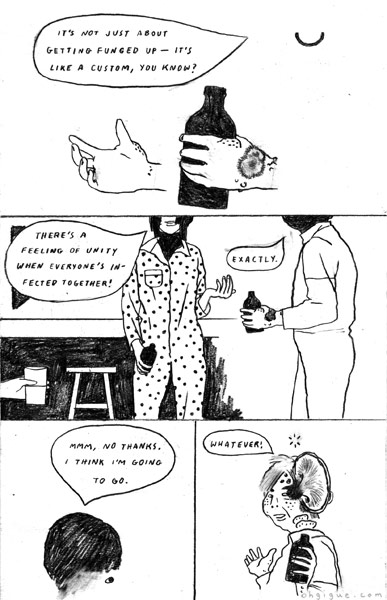 IT'S NOT JUST ABOUT
GETTING FUNGED UP — IT'S
LIKE A CUSTOM, YOU KNOW?
THERE'S A
FEELING OF UNITY
WHEN EVERYONE'S IN-
FECTED TOGETHER!
EXACTLY.
MMM, NO THANKS.
I THINK I'M GOING
TO GO.
WHATEVER!
ohgigue.com